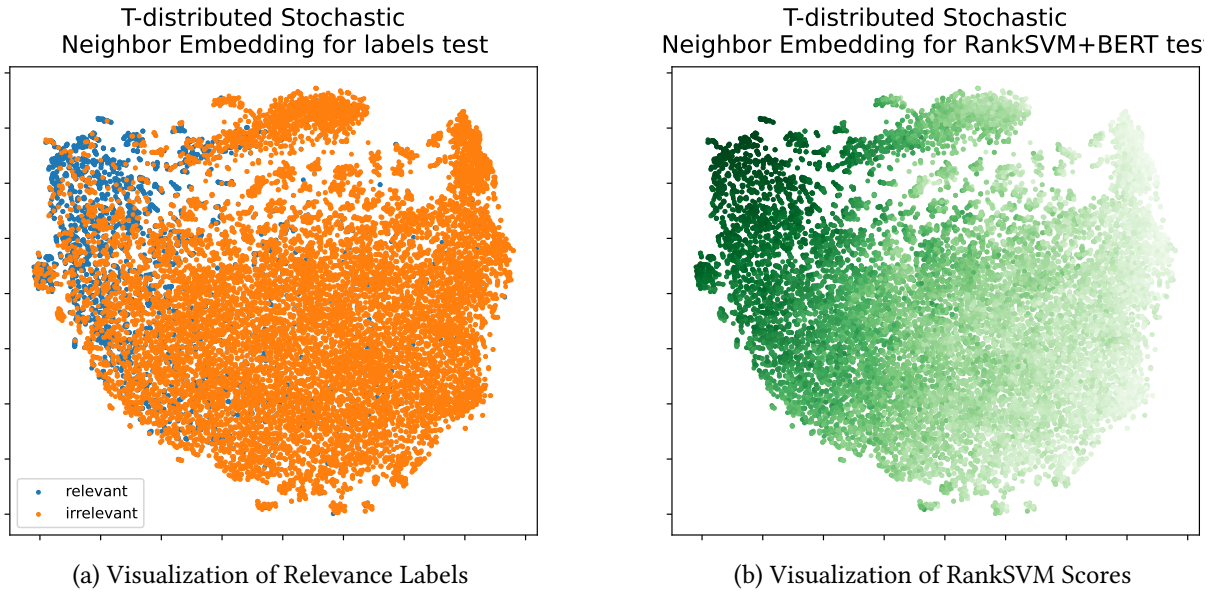 T-distributed Stochastic
Neighbor Embedding for labels test
relevant
irrelevant
(a) Visualization of Relevance Labels
T-distributed Stochastic
Neighbor Embedding for RankSVM+BERT tes
(b) Visualization of RankSVM Scores